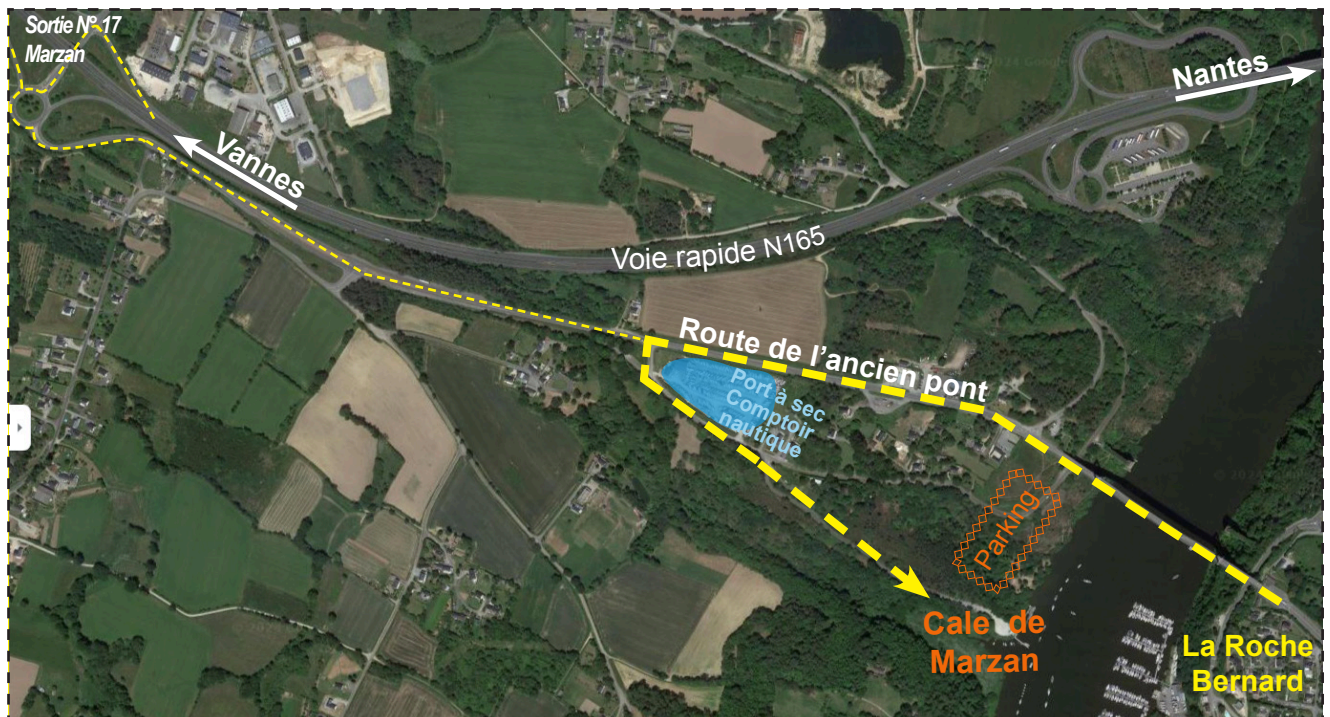 Sortie N° 17
Marzan
Nantes
Vannes
Voie rapide N165
Route de l'ancien pont
Port à sec
Comptoir
nautique
Parking
Cale de
Marzan
La Roche
Bernard